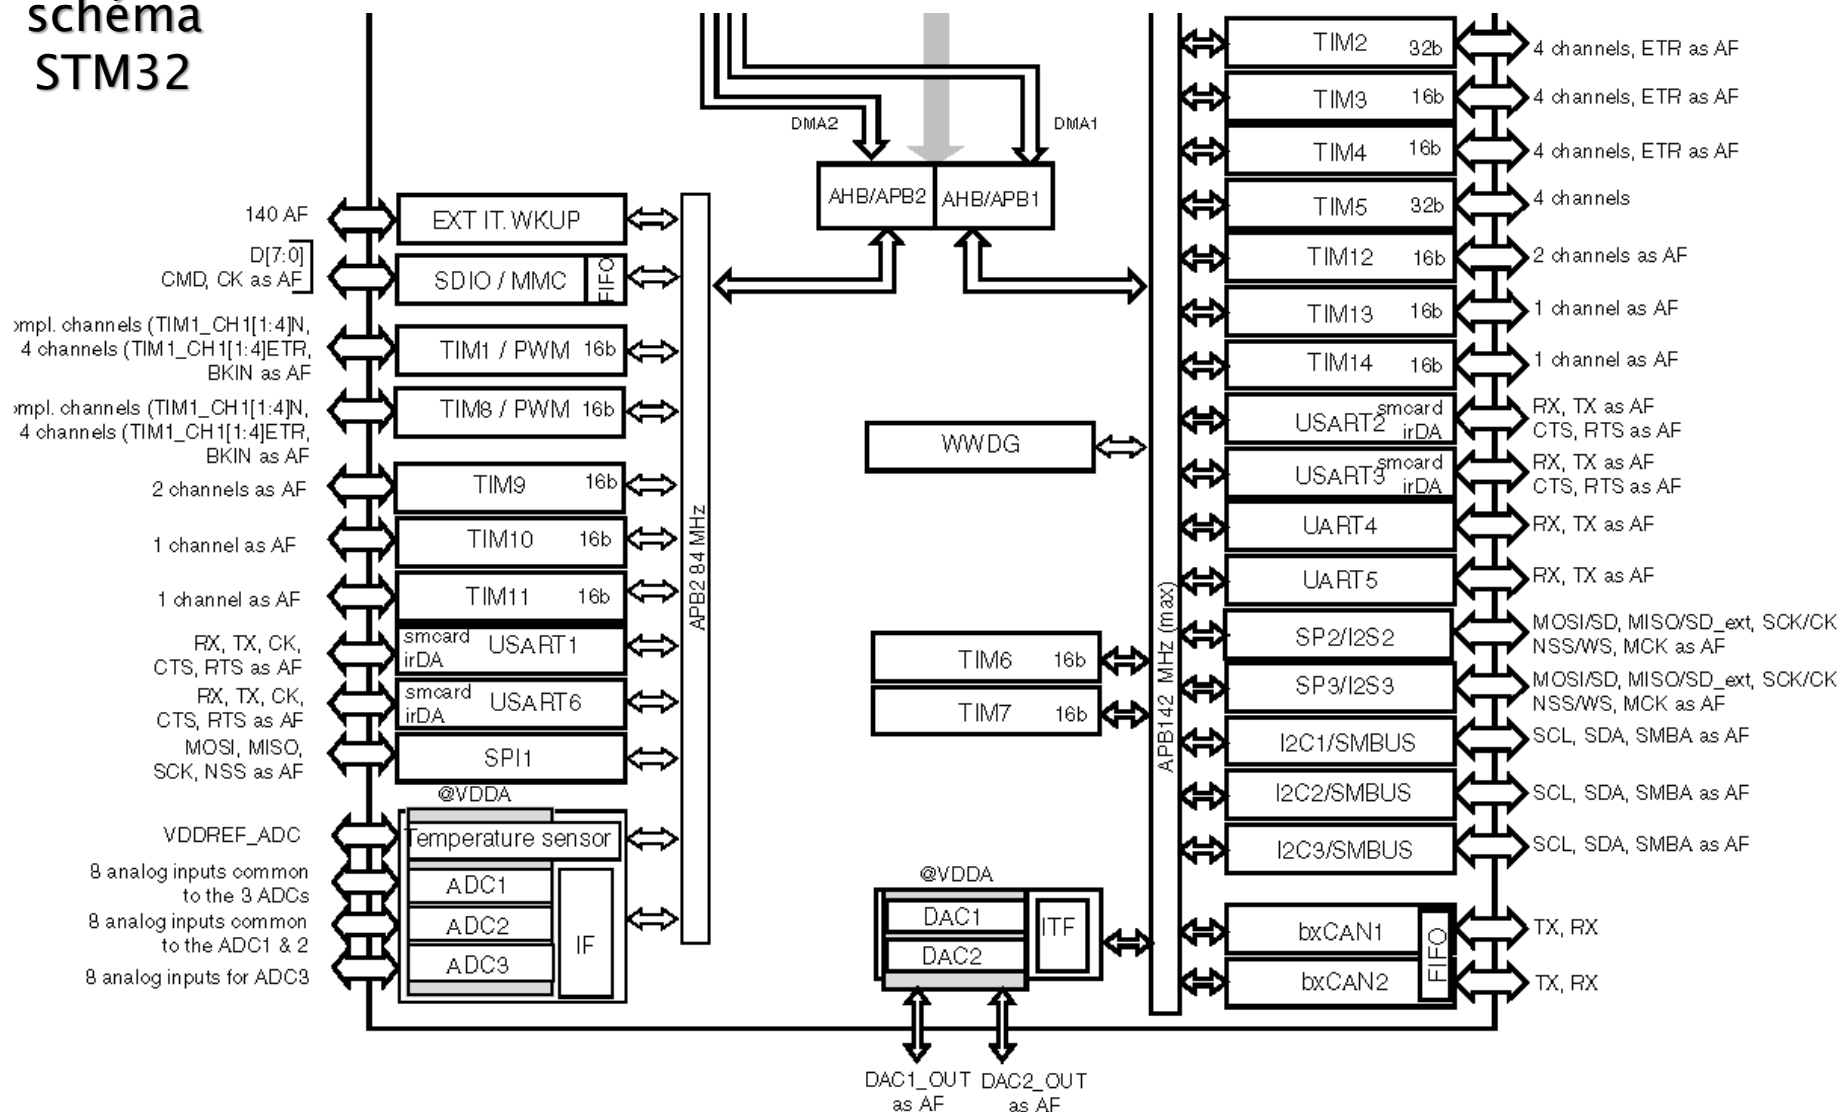 schéma
STM32
DMA2
DMA1
AHB/APB2
AHB/APB1
140 AF
EXT IT. WKUP
D[7:0]
CMD, CK as AF
SDIO / MMC
FIFO
ompl. channels (TIM1_CH1[1:4]N,
4 channels (TIM1_CH1[1:4]ETR,
BKIN as AF
TIM1 / PWM 16b
ompl. channels (TIM1_CH1[1:4]N,
4 channels (TIM1_CH1[1:4]ETR,
BKIN as AF
TIM8 / PWM 16b
2 channels as AF
TIM9 16b
1 channel as AF
TIM10 16b
1 channel as AF
TIM11 16b
RX, TX, CK,
CTS, RTS as AF
smcard
irDA
USART1
RX, TX, CK,
CTS, RTS as AF
smcard
irDA
USART6
MOSI, MISO,
SCK, NSS as AF
SPI1
@VDDA
VDDREF_ADC
Temperature sensor
8 analog inputs common
to the 3 ADCs
ADC1
8 analog inputs common
to the ADC1 & 2
ADC2
8 analog inputs for ADC3
ADC3
IF
APB2 84 MHz
WWDG
TIM6 16b
TIM7 16b
@VDDA
DAC1
DAC2
ITF
DAC1_OUT
as AF
DAC2_OUT
as AF
APB142 MHz (max)
TIM2 32b
4 channels, ETR as AF
TIM3 16b
4 channels, ETR as AF
TIM4 16b
4 channels, ETR as AF
TIM5 32b
4 channels
TIM12 16b
2 channels as AF
TIM13 16b
1 channel as AF
TIM14 16b
1 channel as AF
USART2
smcard
irDA
RX, TX as AF
CTS, RTS as AF
USART3
smcard
irDA
RX, TX as AF
CTS, RTS as AF
UART4
RX, TX as AF
UART5
RX, TX as AF
SP2/I2S2
MOSI/SD, MISO/SD_ext, SCK/CK
NSS/WS, MCK as AF
SP3/I2S3
MOSI/SD, MISO/SD_ext, SCK/CK
NSS/WS, MCK as AF
I2C1/SMBUS
SCL, SDA, SMBA as AF
I2C2/SMBUS
SCL, SDA, SMBA as AF
I2C3/SMBUS
SCL, SDA, SMBA as AF
bxCAN1
TX, RX
bxCAN2
TX, RX
FIFO